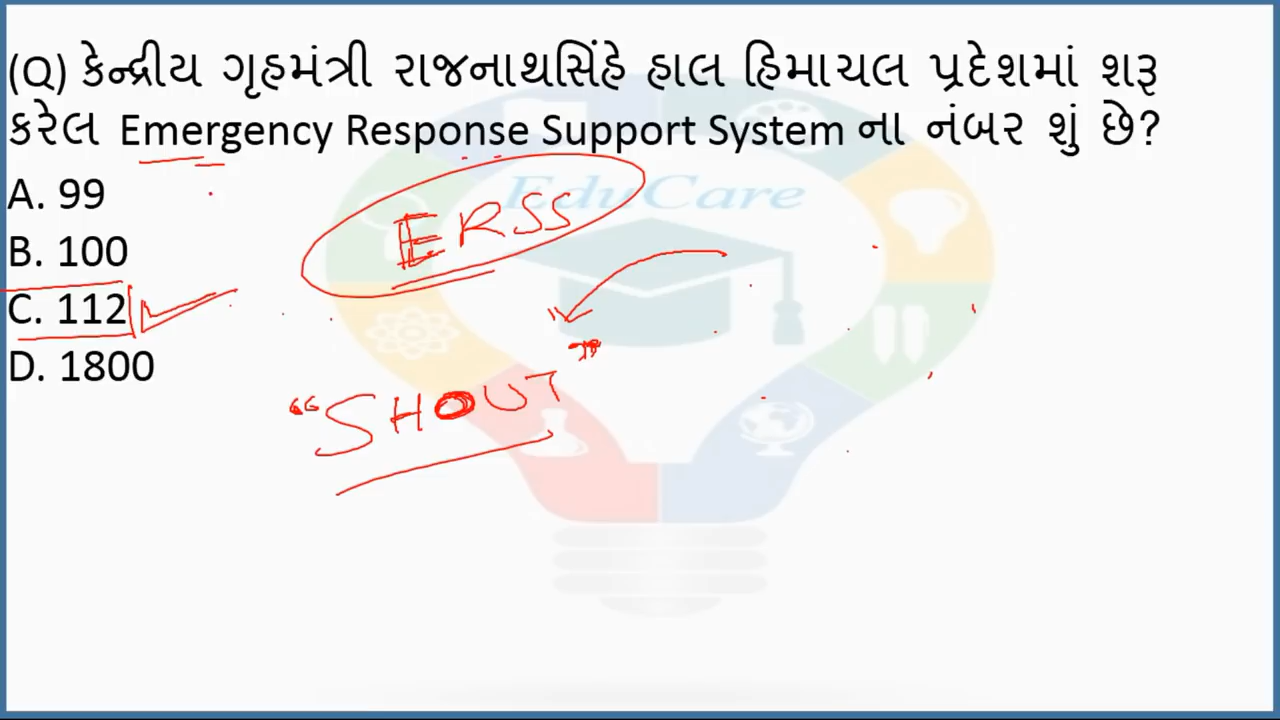 (Q) કેન્દ્રીય ગૃહમંત્રી રાજનાથસિંહે હાલ હિમાચલ પ્રદેશમાં શરૂ
કરેલ Emergency Response Support System ના નંબર શું છે?
A. 99
EduCare
ERSS
B. 100
C. 112
D. 1800
“SHOUT”